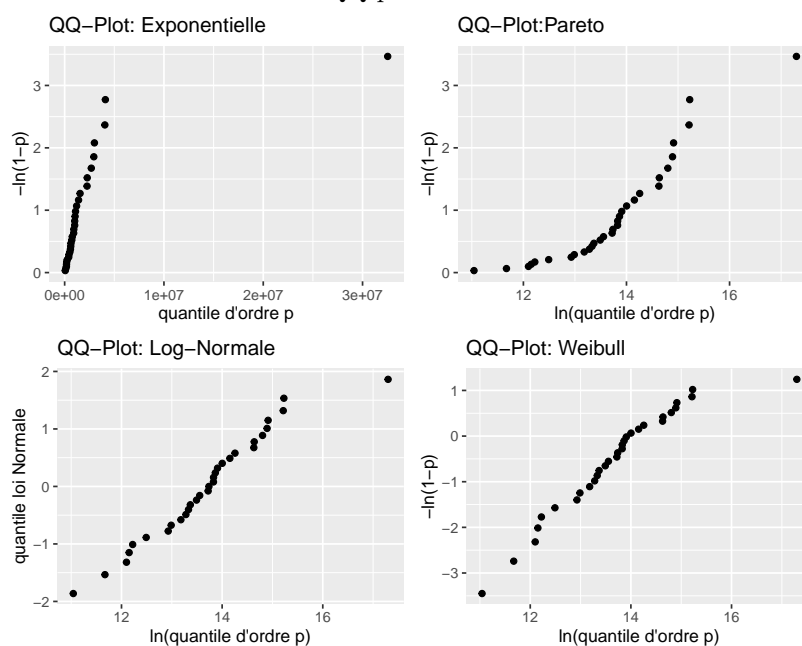 QQ−Plot: Exponentielle
3
2
1
0
−ln(1−p)
0e+00 1e+07 2e+07 3e+07
quantile d'ordre p
QQ−Plot:Pareto
3
2
1
0
−ln(1−p)
12 14 16
ln(quantile d'ordre p)
QQ−Plot: Log−Normale
2
1
0
−1
−2
quantile loi Normale
12 14 16
ln(quantile d'ordre p)
QQ−Plot: Weibull
1
0
−1
−2
−3
−ln(1−p)
12 14 16
ln(quantile d'ordre p)